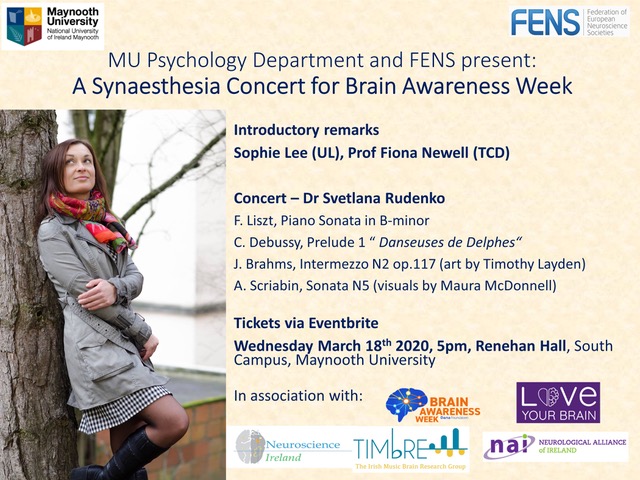 Maynooth
University
National University
of Ireland Maynooth
FENS
Federation of
European
Neuroscience
Societies
MU Psychology Department and FENS present:
A Synaesthesia Concert for Brain Awareness Week
Introductory remarks
Sophie Lee (UL), Prof Fiona Newell (TCD)
Concert – Dr Svetlana Rudenko
F. Liszt, Piano Sonata in B-minor
C. Debussy, Prelude 1 “ Danseuses de Delphes“
J. Brahms, Intermezzo N2 op.117 (art by Timothy Layden)
A. Scriabin, Sonata N5 (visuals by Maura McDonnell)
Tickets via Eventbrite
Wednesday March 18th 2020, 5pm, Renehan Hall, South
Campus, Maynooth University
In association with:
BRAIN
AWARENESS
WEEK
LOVE
YOUR BRAIN
Neuroscience
Ireland
TIMbRE
The Irish Music Brain Research Group
nai
NEUROLOGICAL ALLIANCE
OF IRELAND